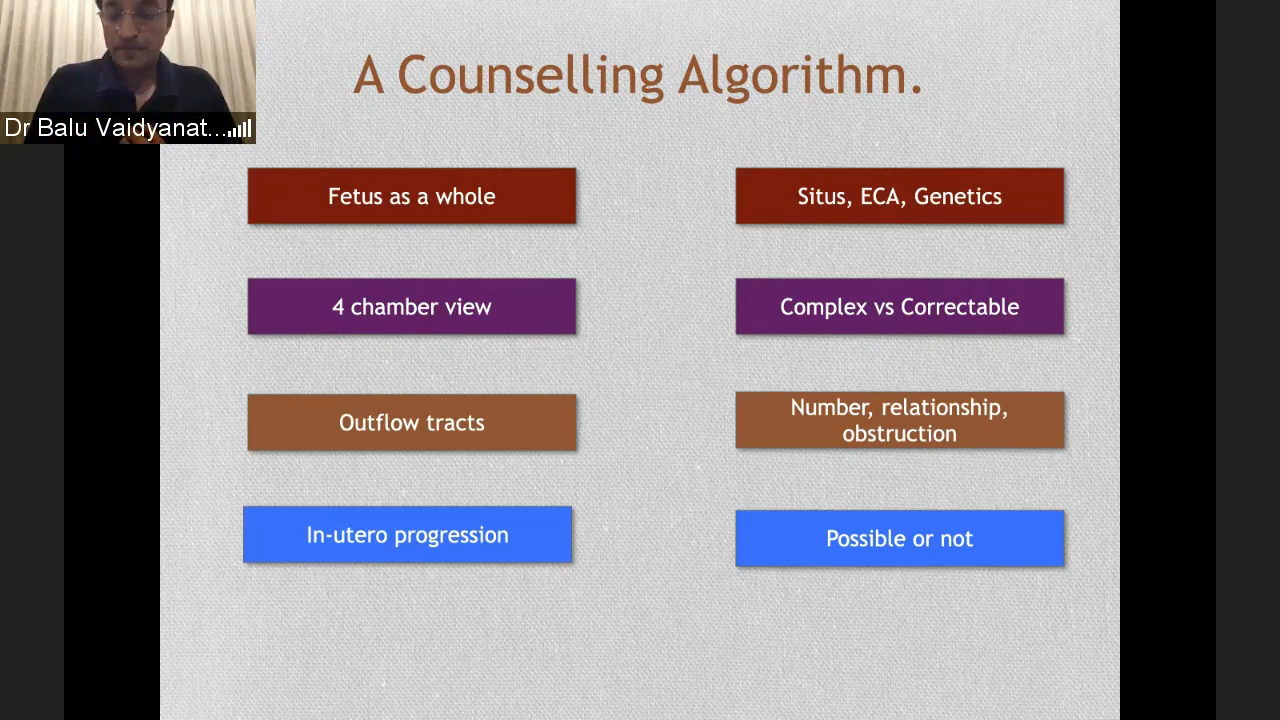 A Counselling Algorithm.
Dr Balu Vaidyanat...
Fetus as a whole
Situs, ECA, Genetics
4 chamber view
Complex vs Correctable
Outflow tracts
Number, relationship,
obstruction
In-utero progression
Possible or not